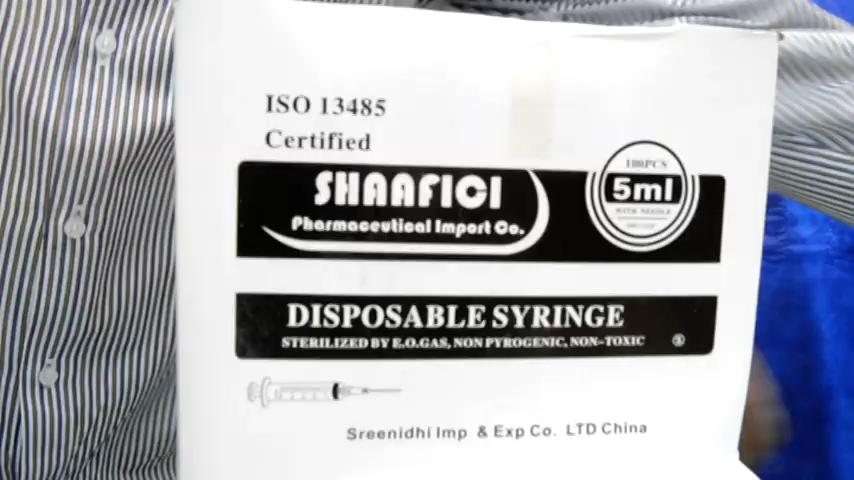 ISO 13485
Certified
SHAAFICI
Pharmaceutical Import Co.
100PCS
5ml
WITH NEEDLE
DISPOSABLE SYRINGE
STERILIZED BY E.O.GAS, NON PYROGENIC, NON-TOXIC
Sreenidhi Imp & Exp Co. LTD China